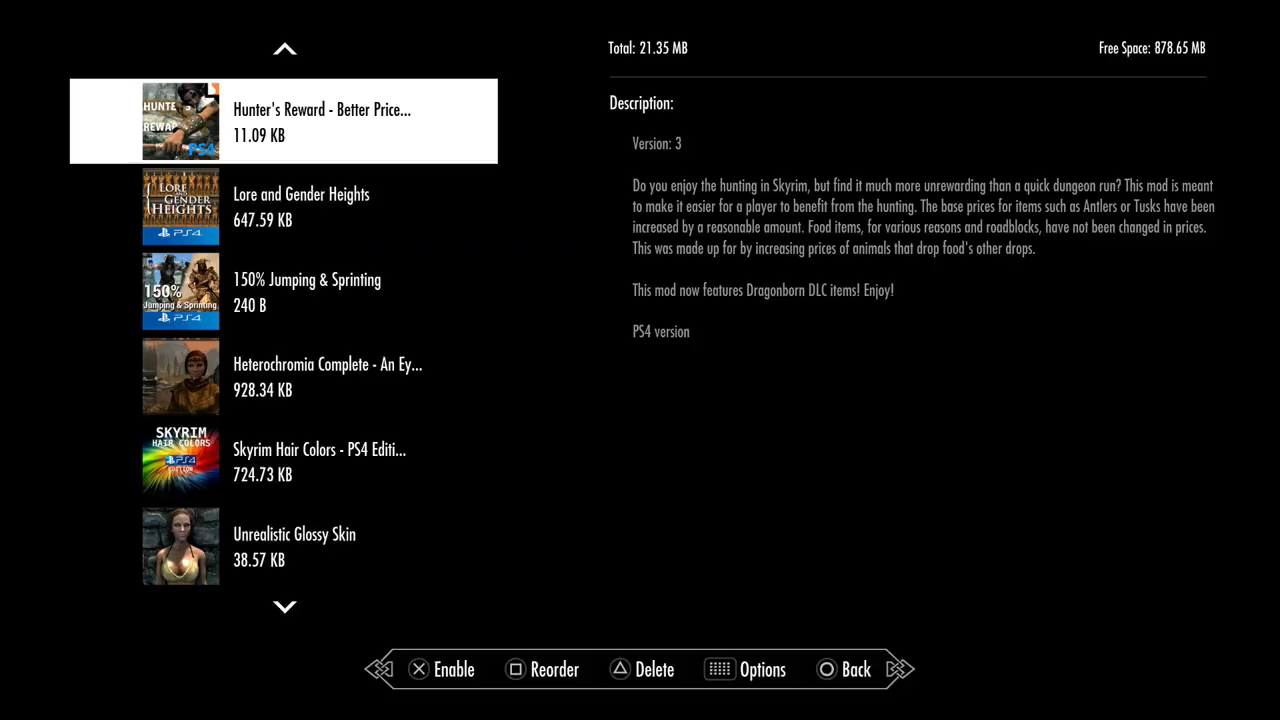 Total: 21.35 MB
Free Space: 878.65 MB
HUNTE S
REWAR
PS4
Hunter's Reward - Better Price...
11.09 KB
LORE
AND
GENDER
HEIGHTS
PS4
Lore and Gender Heights
647.59 KB
150%
Jumping & Sprinting
PS4
150% Jumping & Sprinting
240 B
Heterochromia Complete - An Ey...
928.34 KB
SKYRIM
HAIR COLORS
PS4
EDITION
Skyrim Hair Colors - PS4 Editi...
724.73 KB
Unrealistic Glossy Skin
38.57 KB
Description:
Version: 3
Do you enjoy the hunting in Skyrim, but find it much more unrewarding than a quick dungeon run? This mod is meant
to make it easier for a player to benefit from the hunting. The base prices for items such as Antlers or Tusks have been
increased by a reasonable amount. Food items, for various reasons and roadblocks, have not been changed in prices.
This was made up for by increasing prices of animals that drop food's other drops.
This mod now features Dragonborn DLC items! Enjoy!
PS4 version
Enable Reorder Delete Options Back